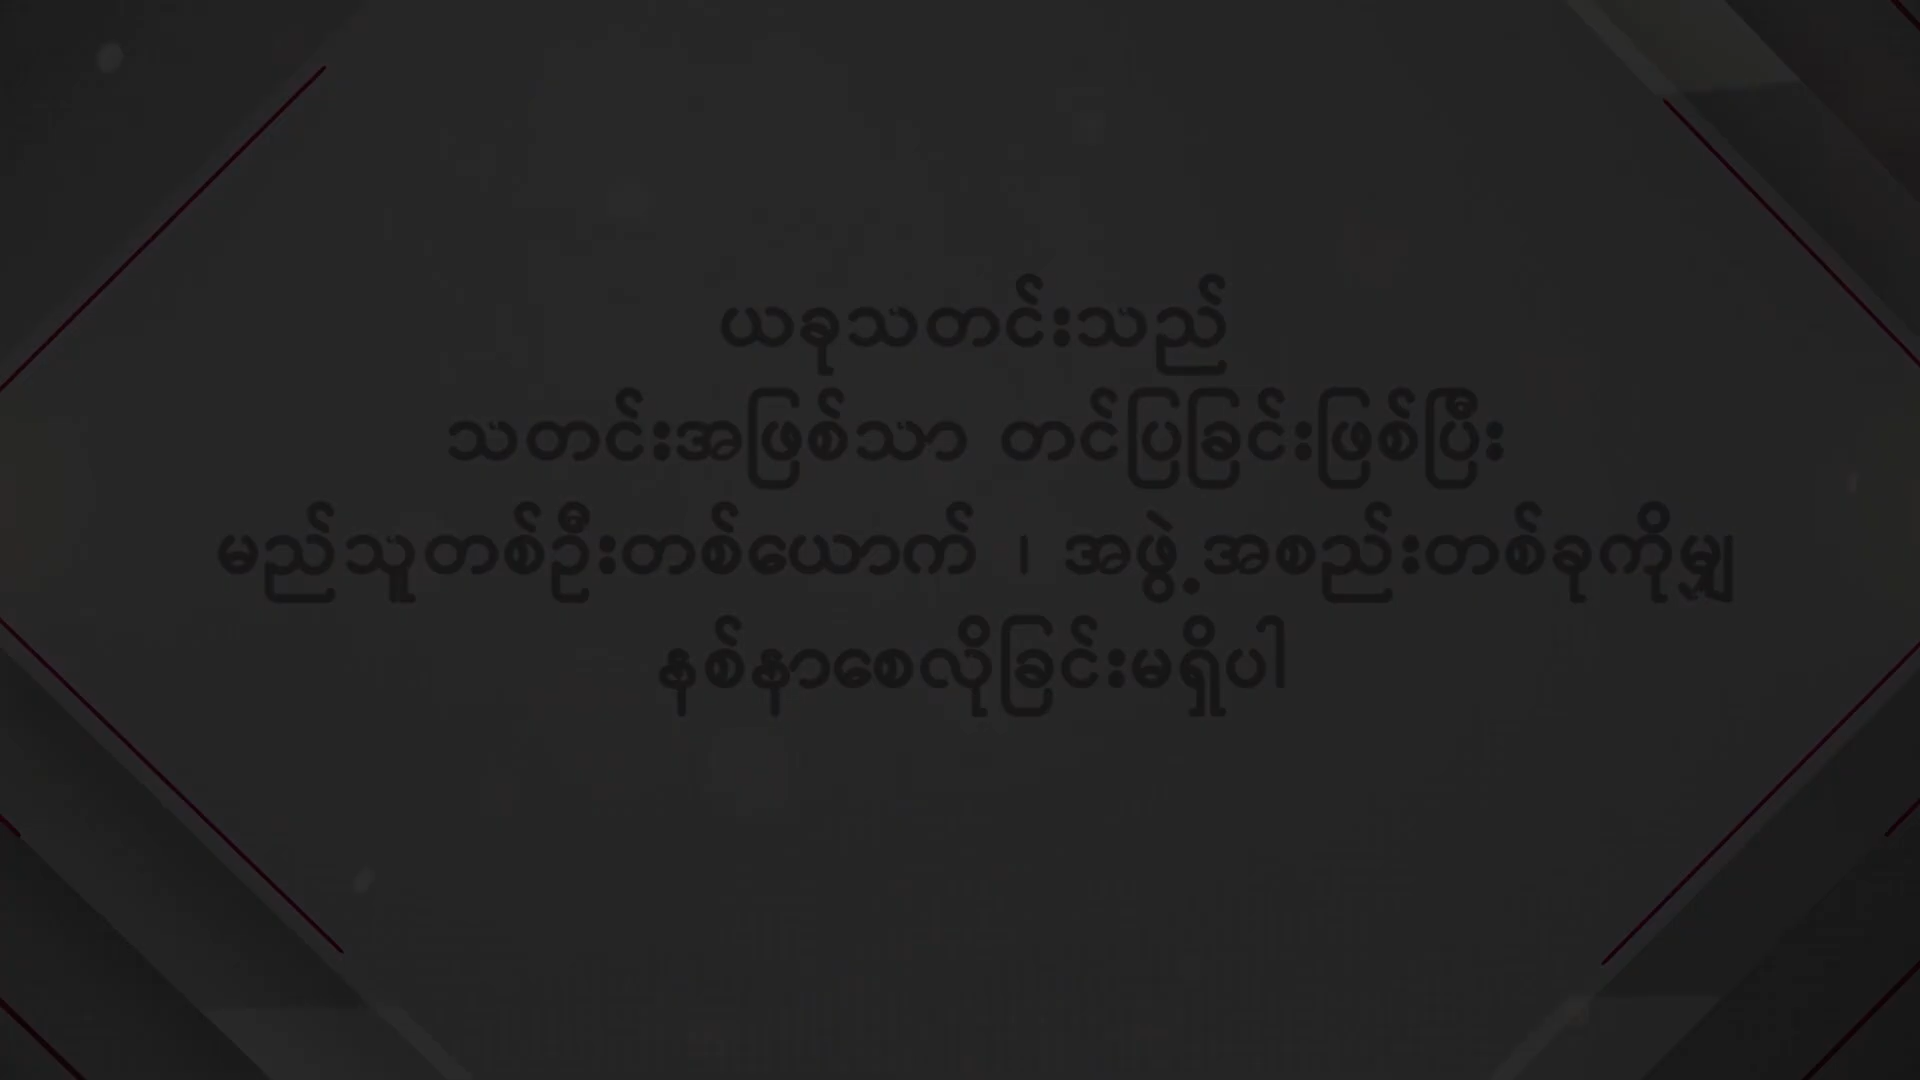 ယခုသတင်းသည်
သတင်းအဖြစ်သာ တင်ပြခြင်းဖြစ်ပြီး
မည်သူတစ်ဦးတစ်ယောက် ၊ အဖွဲ့အစည်းတစ်ခုကိုမျှ
နစ်နာစေလိုခြင်းမရှိပါ